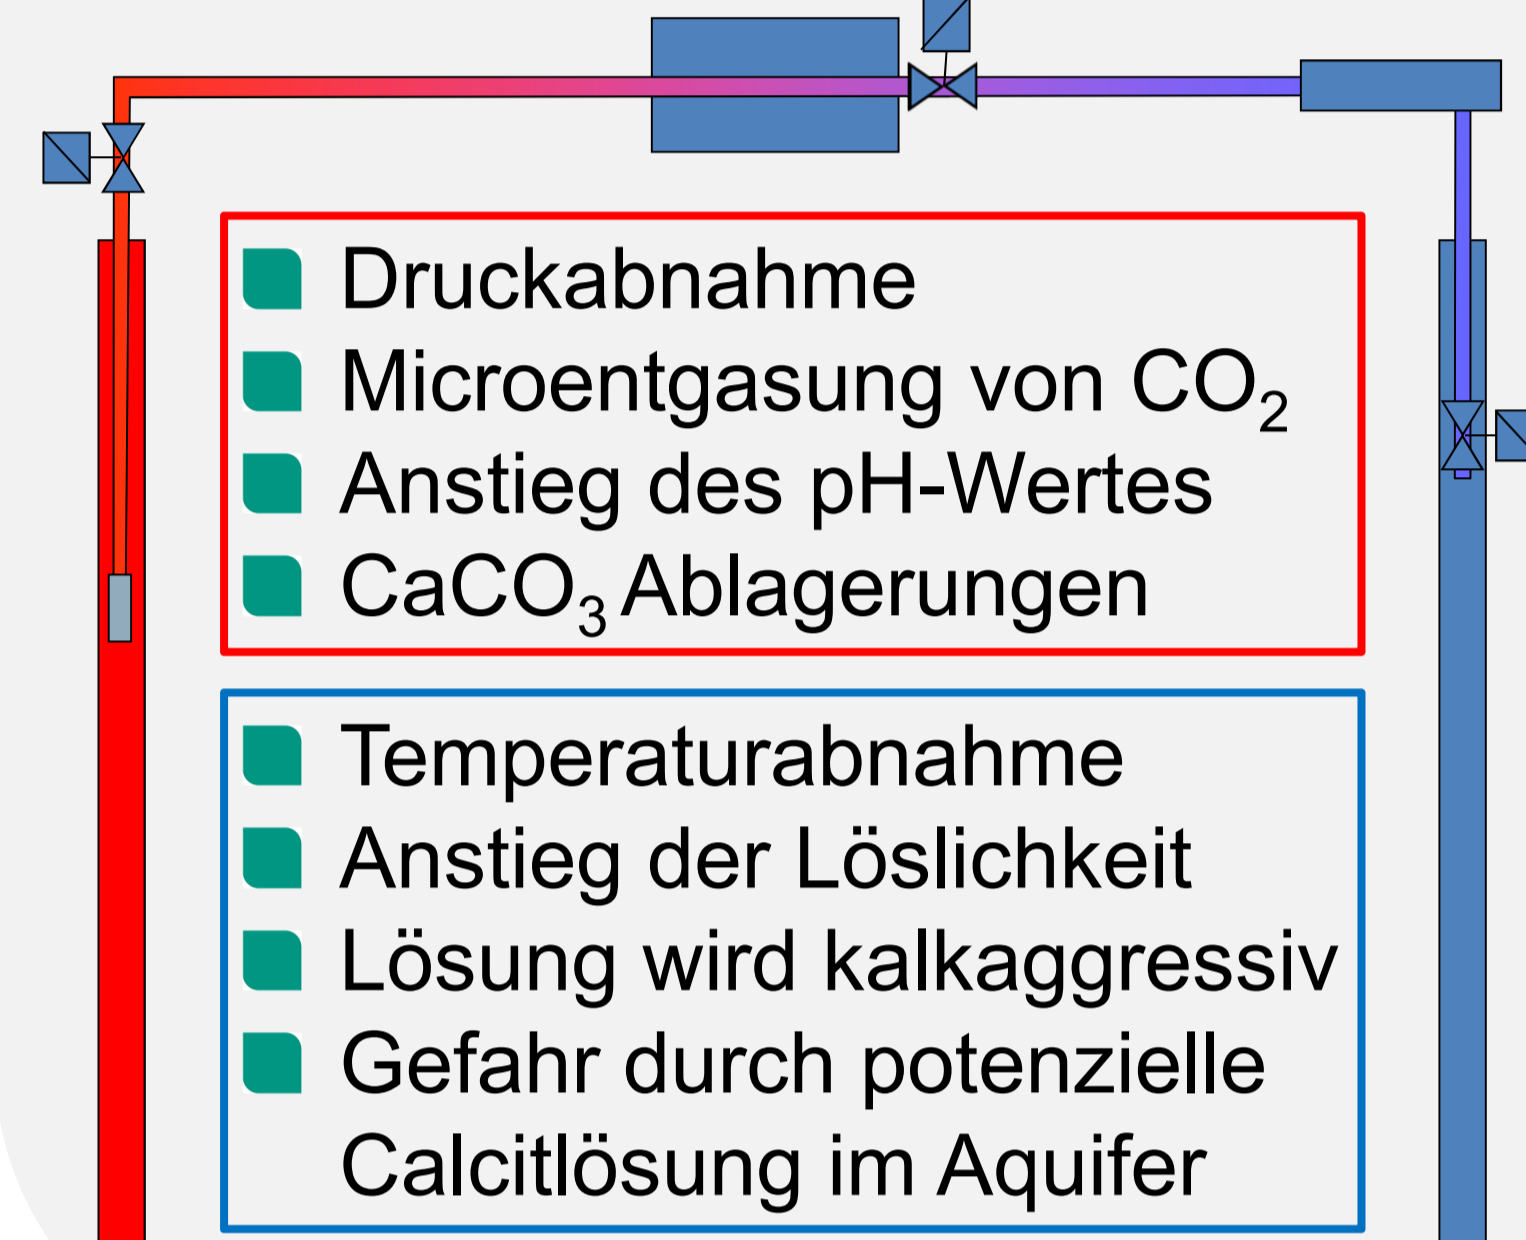 Druckabnahme
Microentgasung von CO₂
Anstieg des pH-Wertes
CaCO₃ Ablagerungen
Temperaturabnahme
Anstieg der Löslichkeit
Lösung wird kalkaggressiv
Gefahr durch potenzielle
Calcitlösung im Aquifer